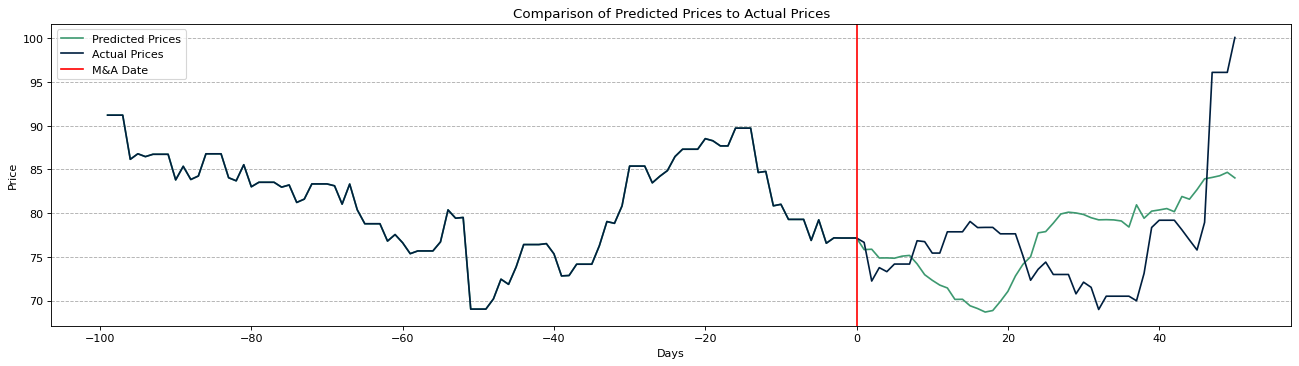 Comparison of Predicted Prices to Actual Prices
Predicted Prices
Actual Prices
M&A Date
Price
100
95
90
85
80
75
70
−100
−80
−60
−40
−20
0
20
40
Days